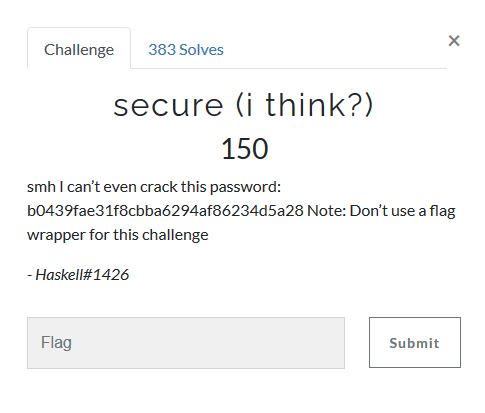 Challenge 383 Solves ×
secure (i think?)
150
smh I can’t even crack this password:
b0439fae31f8cbba6294af86234d5a28 Note: Don’t use a flag
wrapper for this challenge
- Haskell#1426
Flag Submit